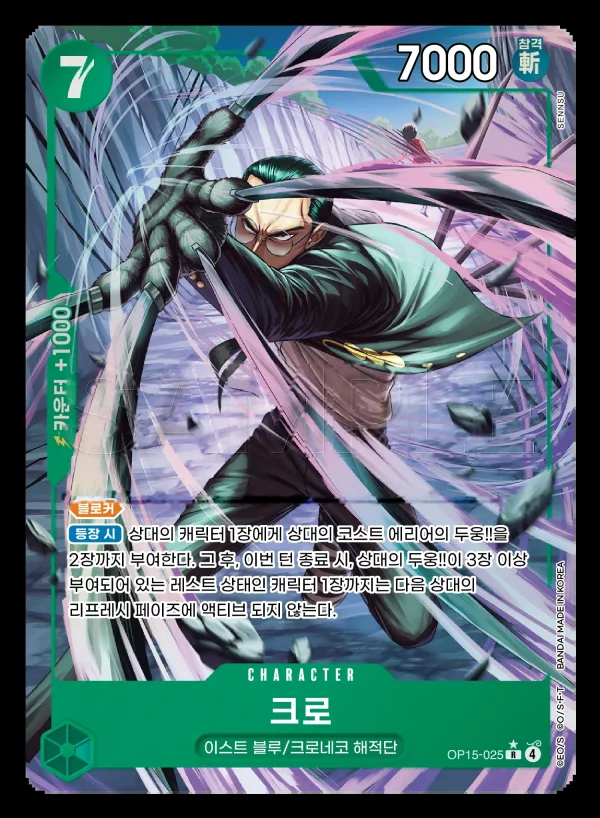 7
7000
참격
斬
SENNSU
카운터 +1000
SAMPLE
블로커
등장 시 상대의 캐릭터 1장에게 상대의 코스트 에리어의 두웅!!을
2장까지 부여한다. 그 후, 이번 턴 종료 시, 상대의 두웅!!이 3장 이상
부여되어 있는 레스트 상태인 캐릭터 1장까지는 다음 상대의
리프레시 페이즈에 액티브 되지 않는다.
©EO/S ©O/S·F·T BANDAI MADE IN KOREA
CHARACTER
크로
이스트 블루/크로네코 해적단
OP15-025 R 4